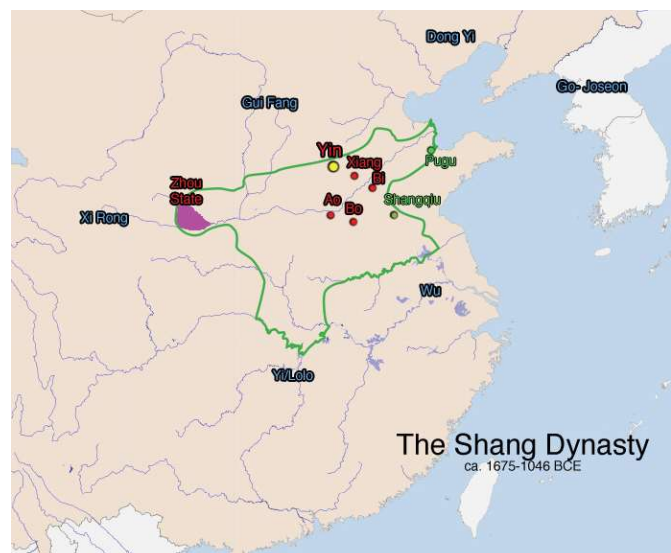 Dong Yi
Go- Joseon
Gui Fang
Yin
Xiang
Pugu
Bi
Zhou
State
Ao
Shangqiu
Bo
Xi Rong
Wu
Yi/Lolo
The Shang Dynasty
ca. 1675-1046 BCE